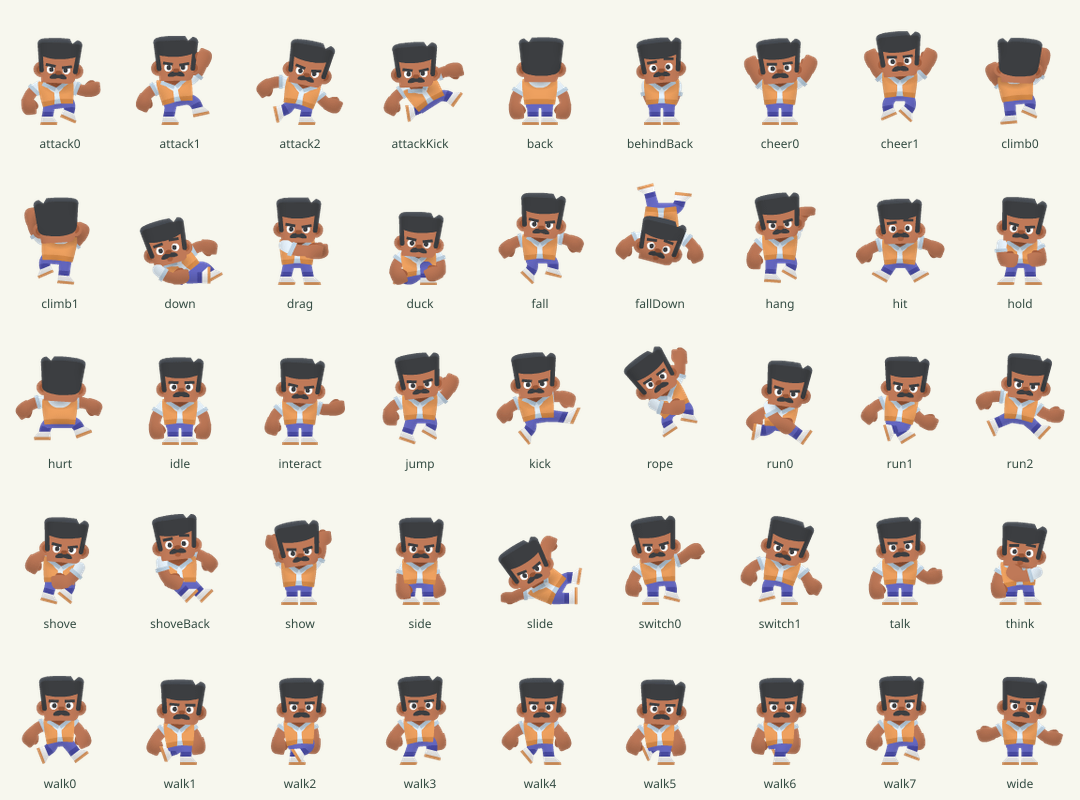 attack0 attack1 attack2 attackKick back behindBack cheer0 cheer1 climb0
climb1 down drag duck fall fallDown hang hit hold
hurt idle interact jump kick rope run0 run1 run2
shove shoveBack show side slide switch0 switch1 talk think
walk0 walk1 walk2 walk3 walk4 walk5 walk6 walk7 wide